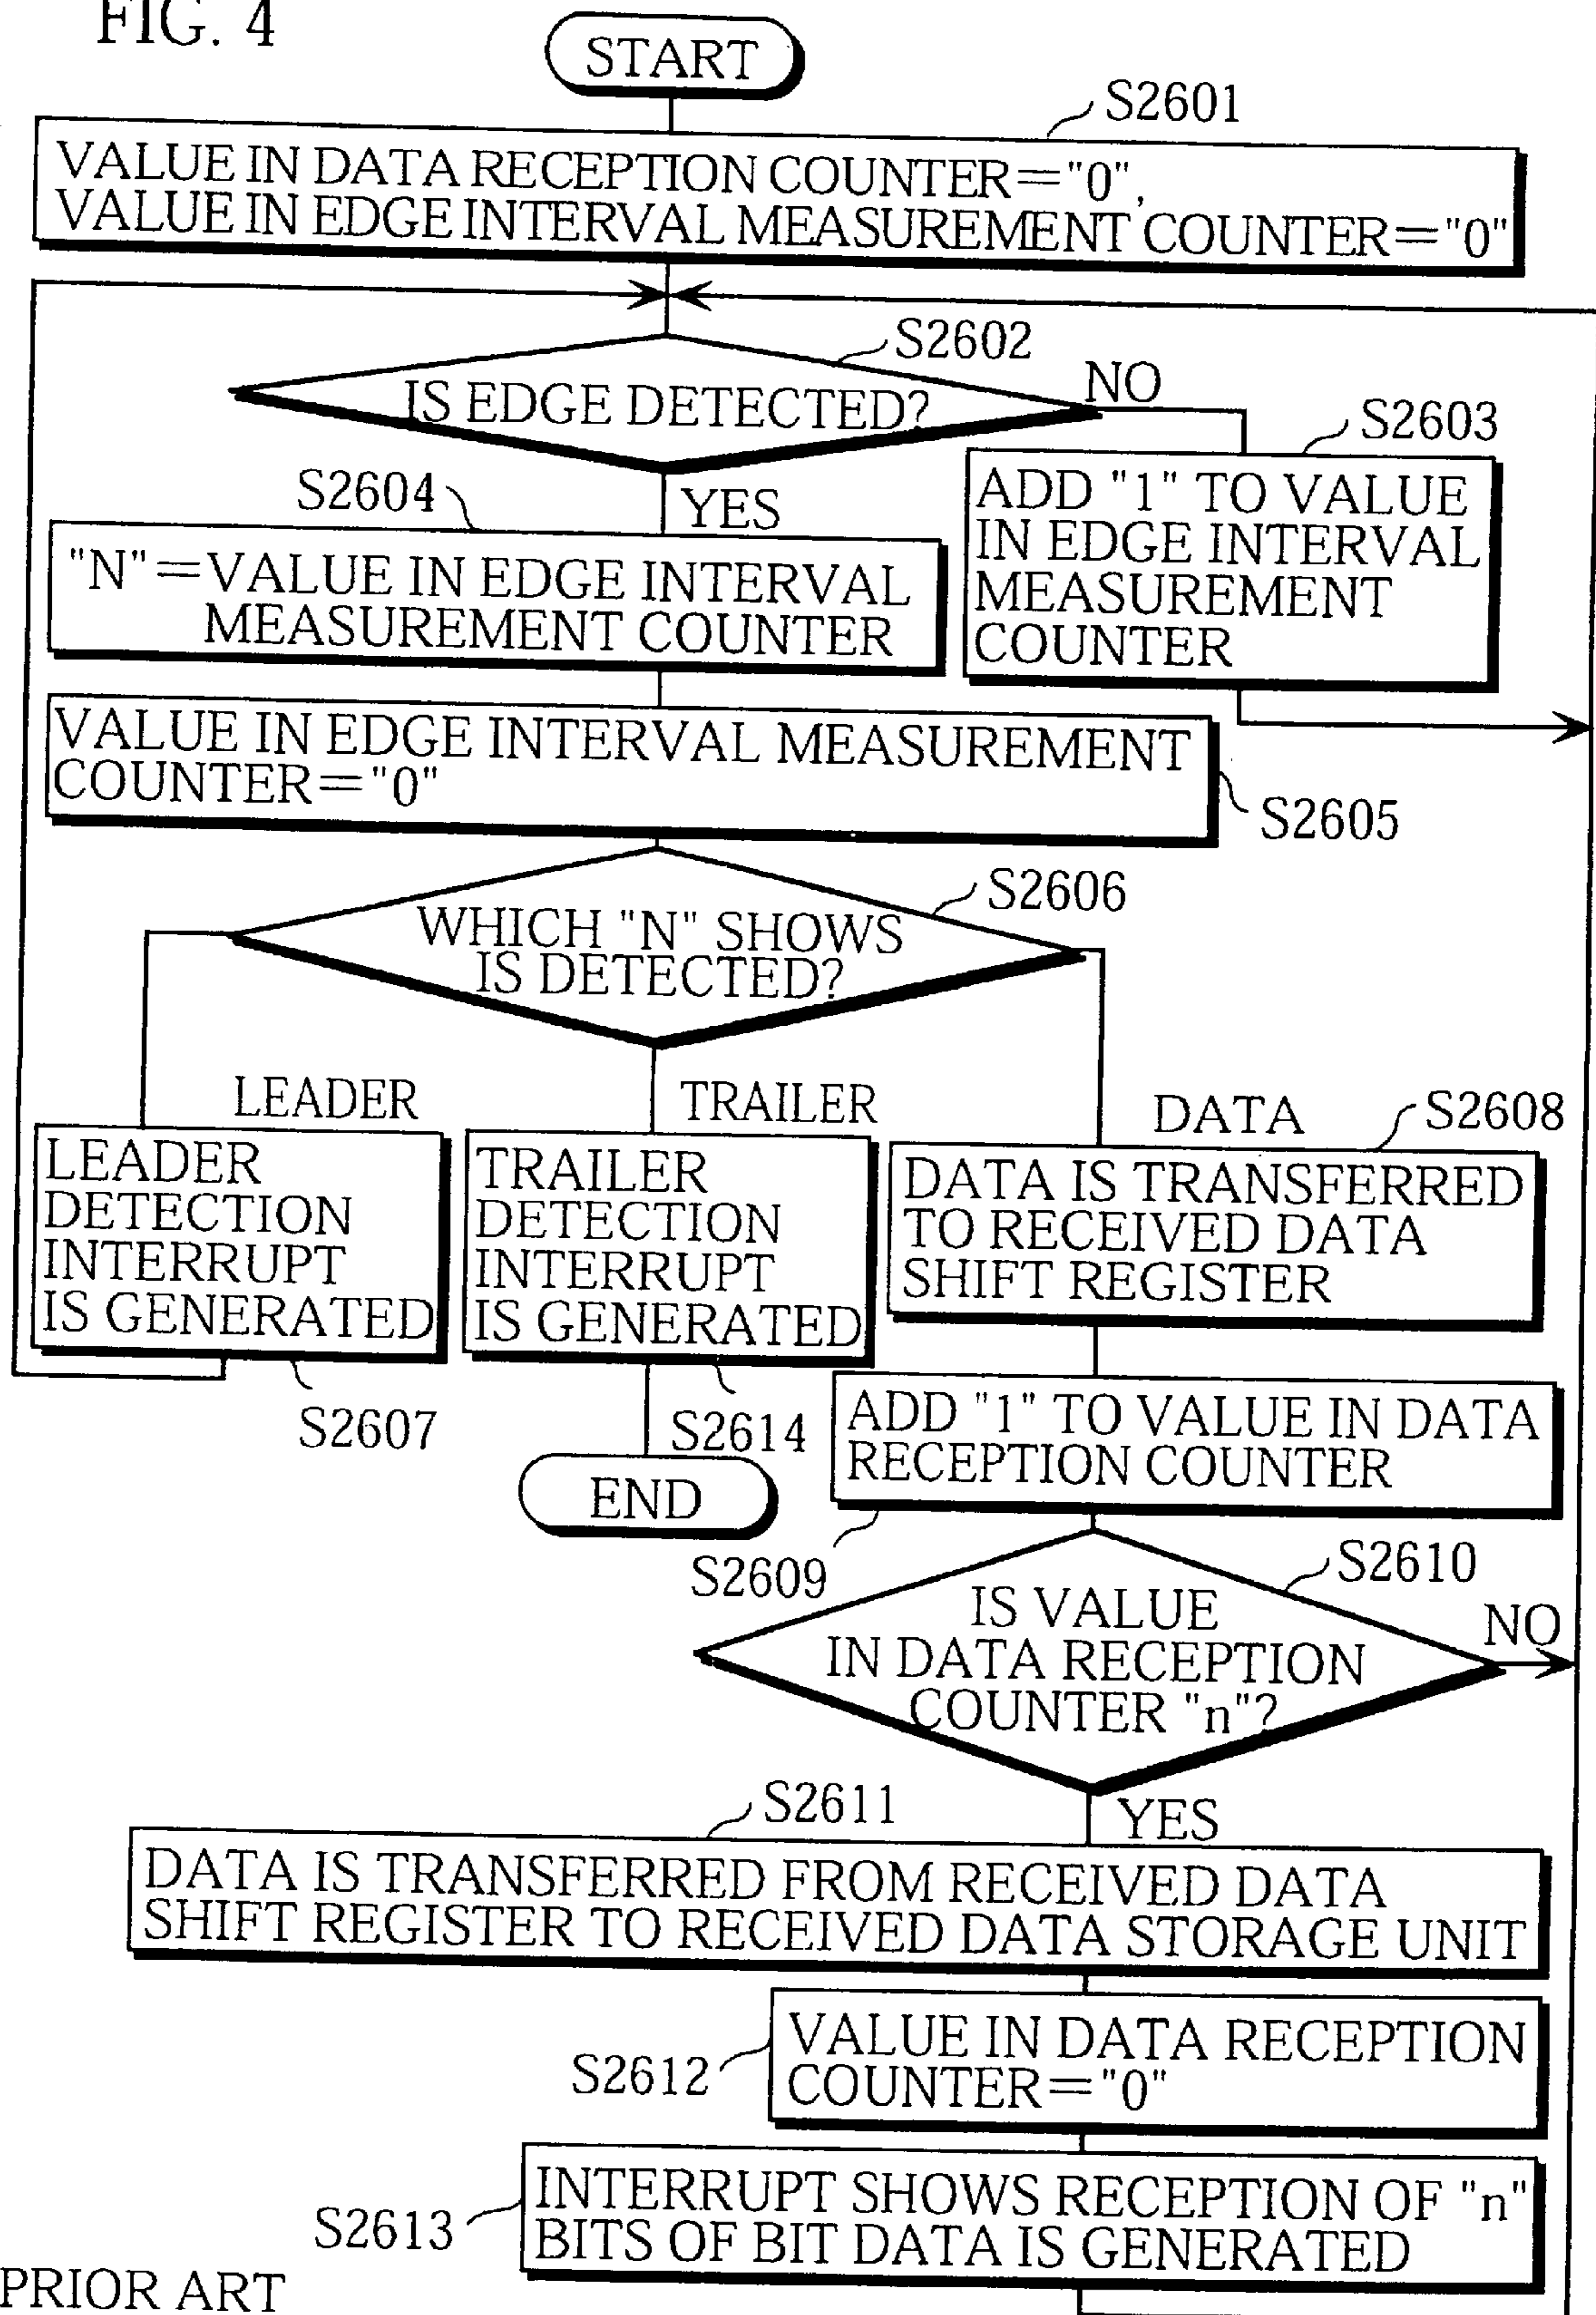 FIG. 4
START
S2601
VALUE IN DATA RECEPTION COUNTER="0",
VALUE IN EDGE INTERVAL MEASUREMENT COUNTER="0"
S2602
IS EDGE DETECTED?
NO
S2603
ADD "1" TO VALUE
IN EDGE INTERVAL
MEASUREMENT
COUNTER
S2604
YES
"N"=VALUE IN EDGE INTERVAL
MEASUREMENT COUNTER
VALUE IN EDGE INTERVAL MEASUREMENT
COUNTER="0"
S2605
S2606
WHICH "N" SHOWS
IS DETECTED?
LEADER
TRAILER
DATA
S2608
LEADER
DETECTION
INTERRUPT
IS GENERATED
S2607
TRAILER
DETECTION
INTERRUPT
IS GENERATED
S2614
END
DATA IS TRANSFERRED
TO RECEIVED DATA
SHIFT REGISTER
ADD "1" TO VALUE IN DATA
RECEPTION COUNTER
S2609
S2610
IS VALUE
IN DATA RECEPTION
COUNTER "n"?
NO
YES
S2611
DATA IS TRANSFERRED FROM RECEIVED DATA
SHIFT REGISTER TO RECEIVED DATA STORAGE UNIT
S2612
VALUE IN DATA RECEPTION
COUNTER="0"
S2613
INTERRUPT SHOWS RECEPTION OF "n"
BITS OF BIT DATA IS GENERATED
PRIOR ART